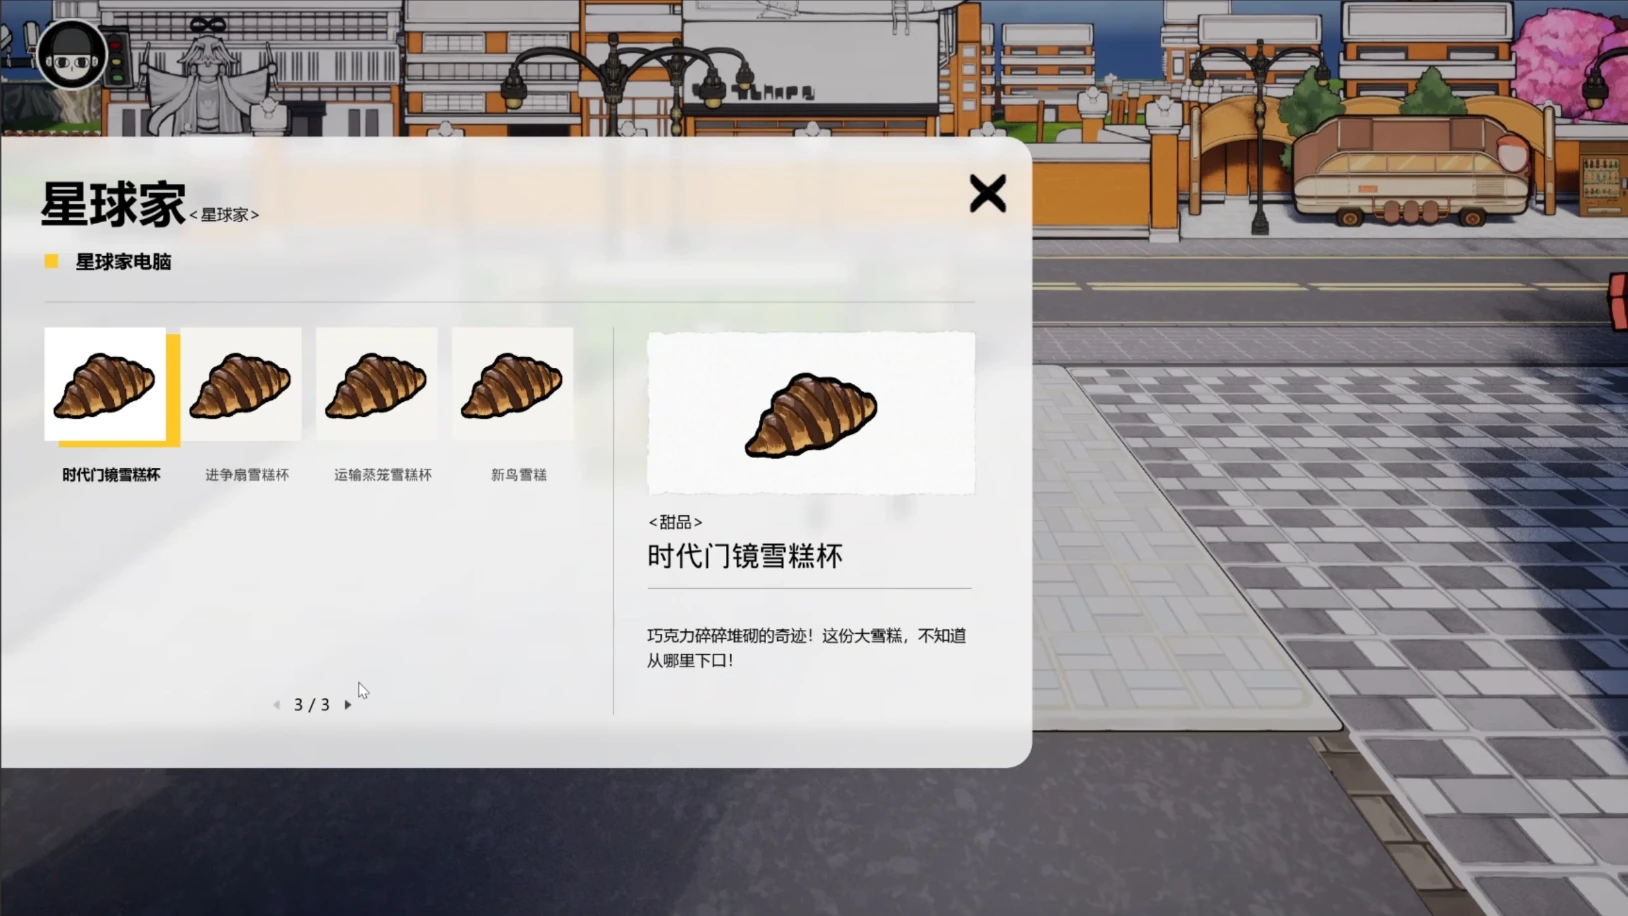 星球家<星球家>
星球家电脑
时代门镜雪糕杯
进争扇雪糕杯
运输蒸笼雪糕杯
新鸟雪糕
3 / 3
<甜品>
时代门镜雪糕杯
巧克力碎碎堆砌的奇迹！这份大雪糕，不知道
从哪里下口！